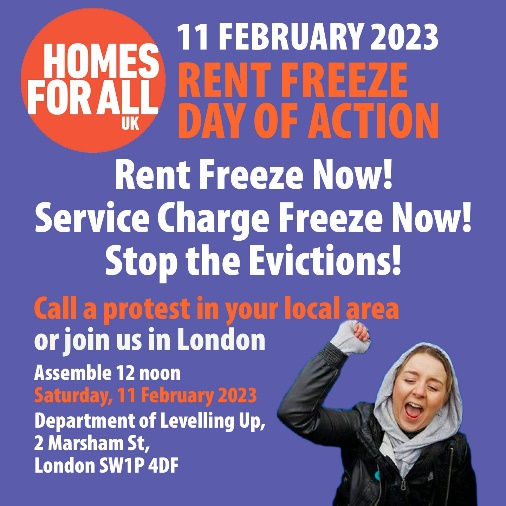 HOMES
FOR ALL
UK
11 FEBRUARY 2023
RENT FREEZE
DAY OF ACTION
Rent Freeze Now!
Service Charge Freeze Now!
Stop the Evictions!
Call a protest in your local area
or join us in London
Assemble 12 noon
Saturday, 11 February 2023
Department of Levelling Up,
2 Marsham St,
London SW1P 4DF